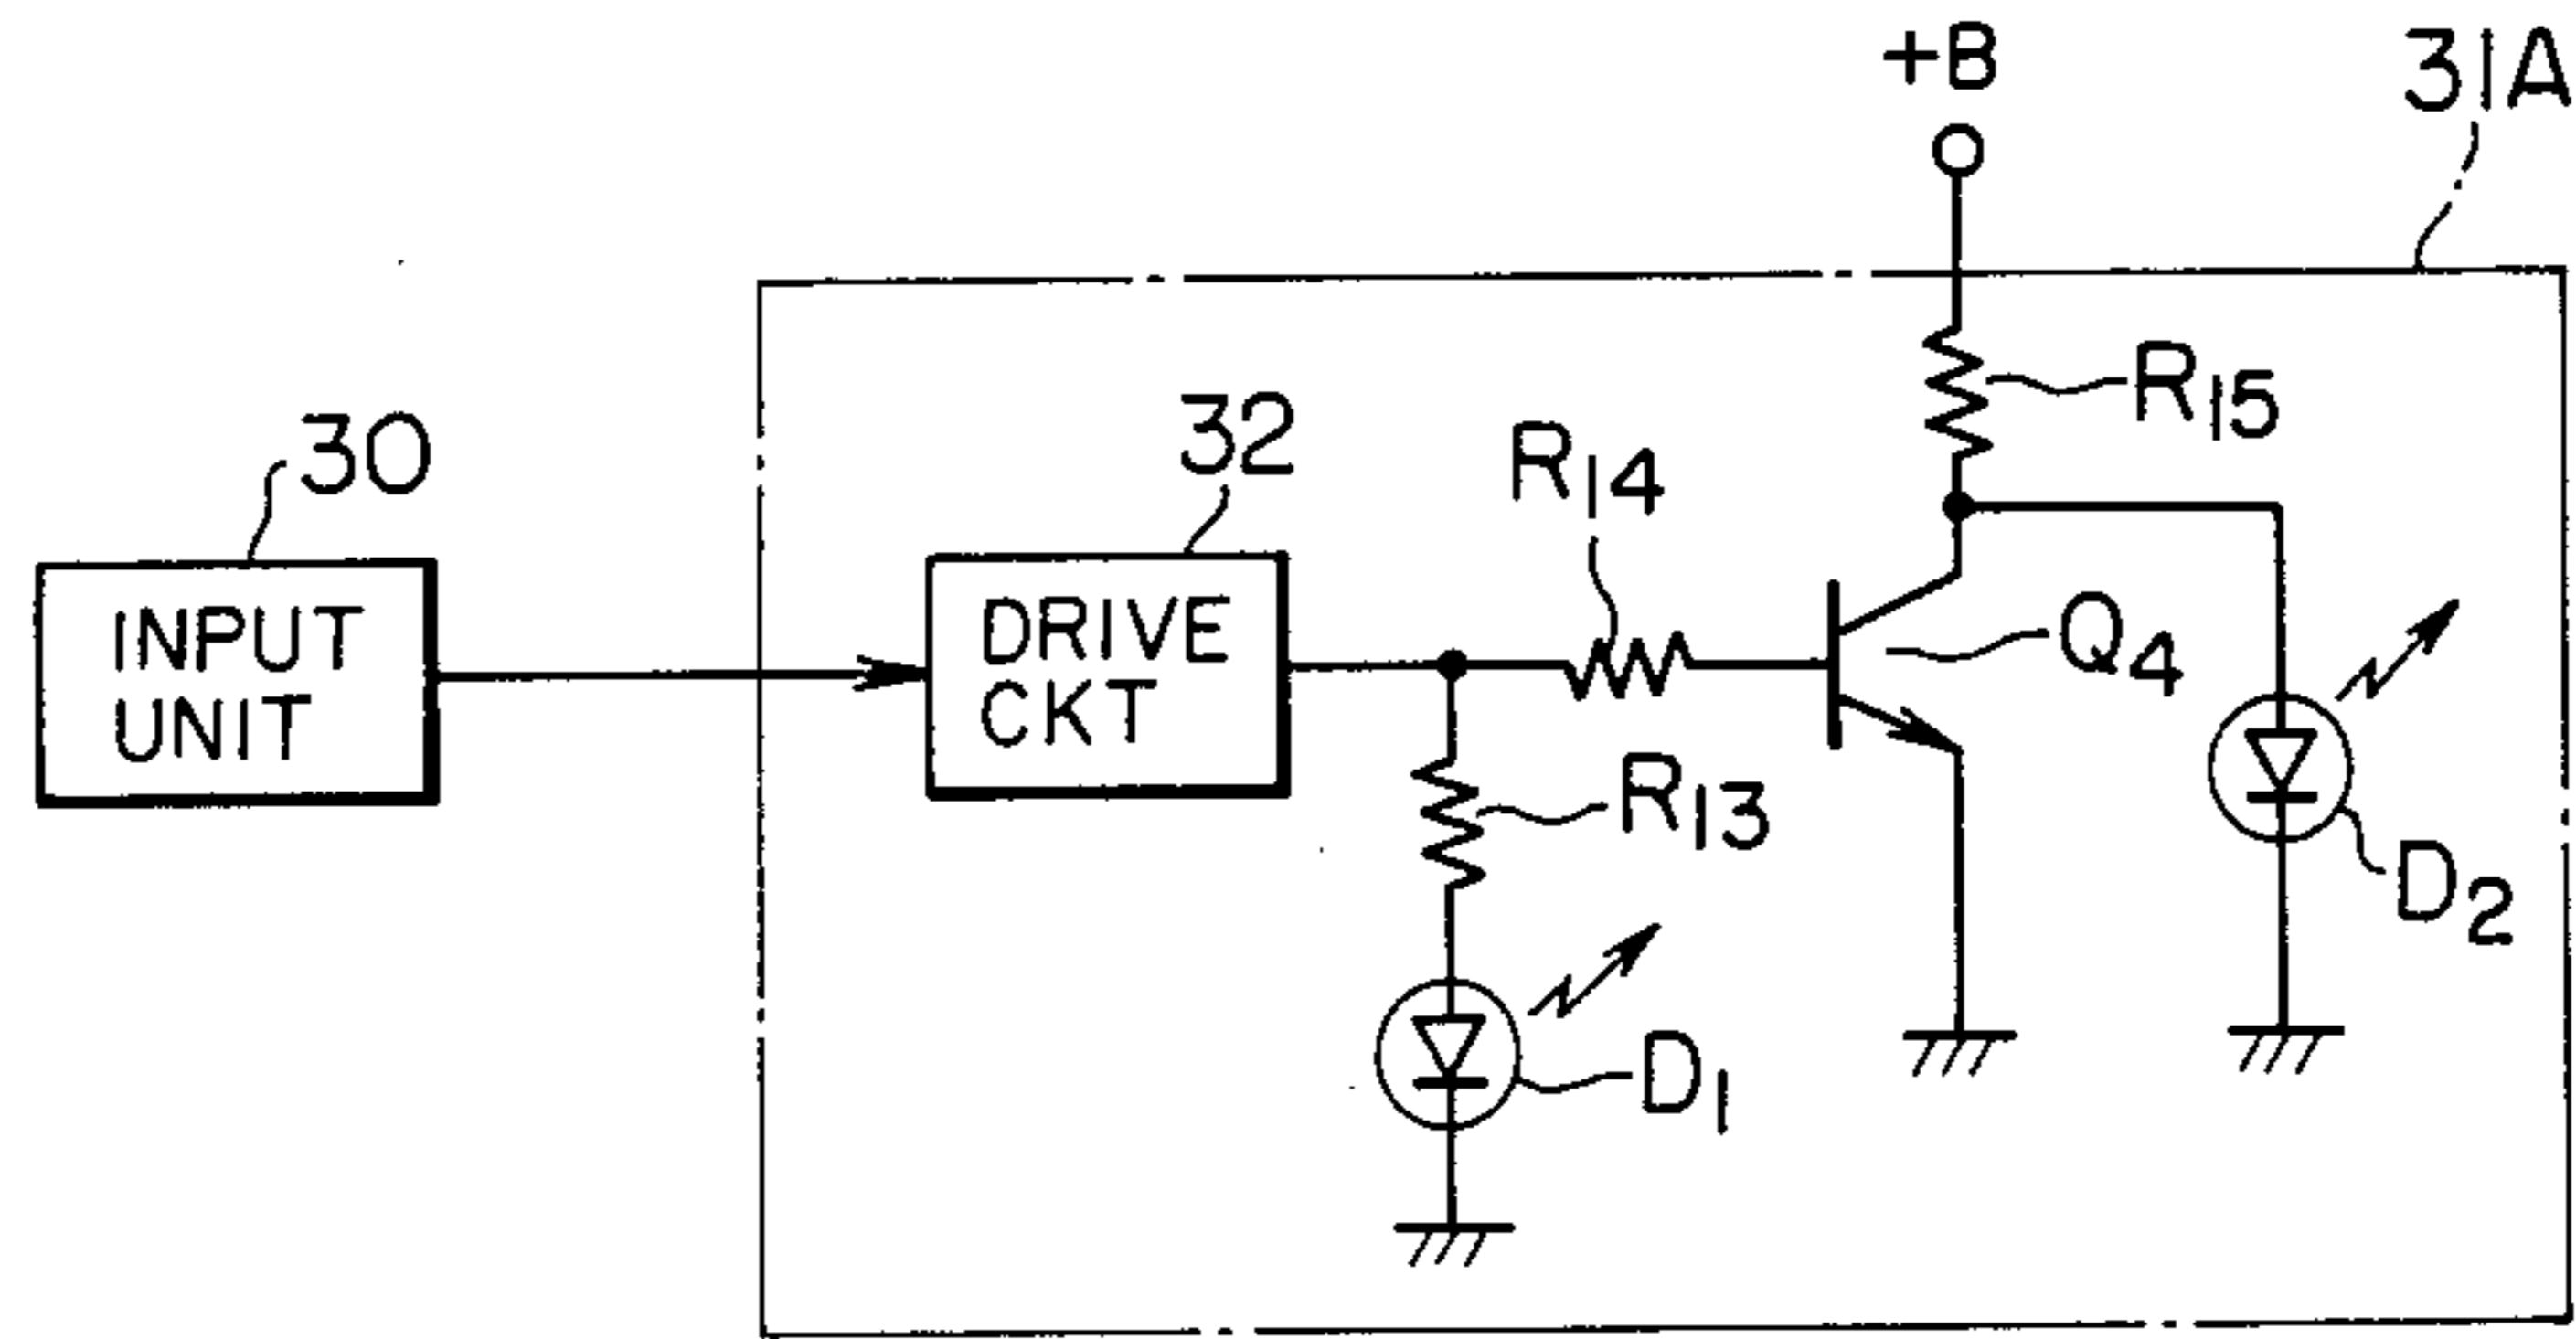 +B
31A
R15
32
R14
30
INPUT
UNIT
DRIVE
CKT
Q4
R13
D2
D1